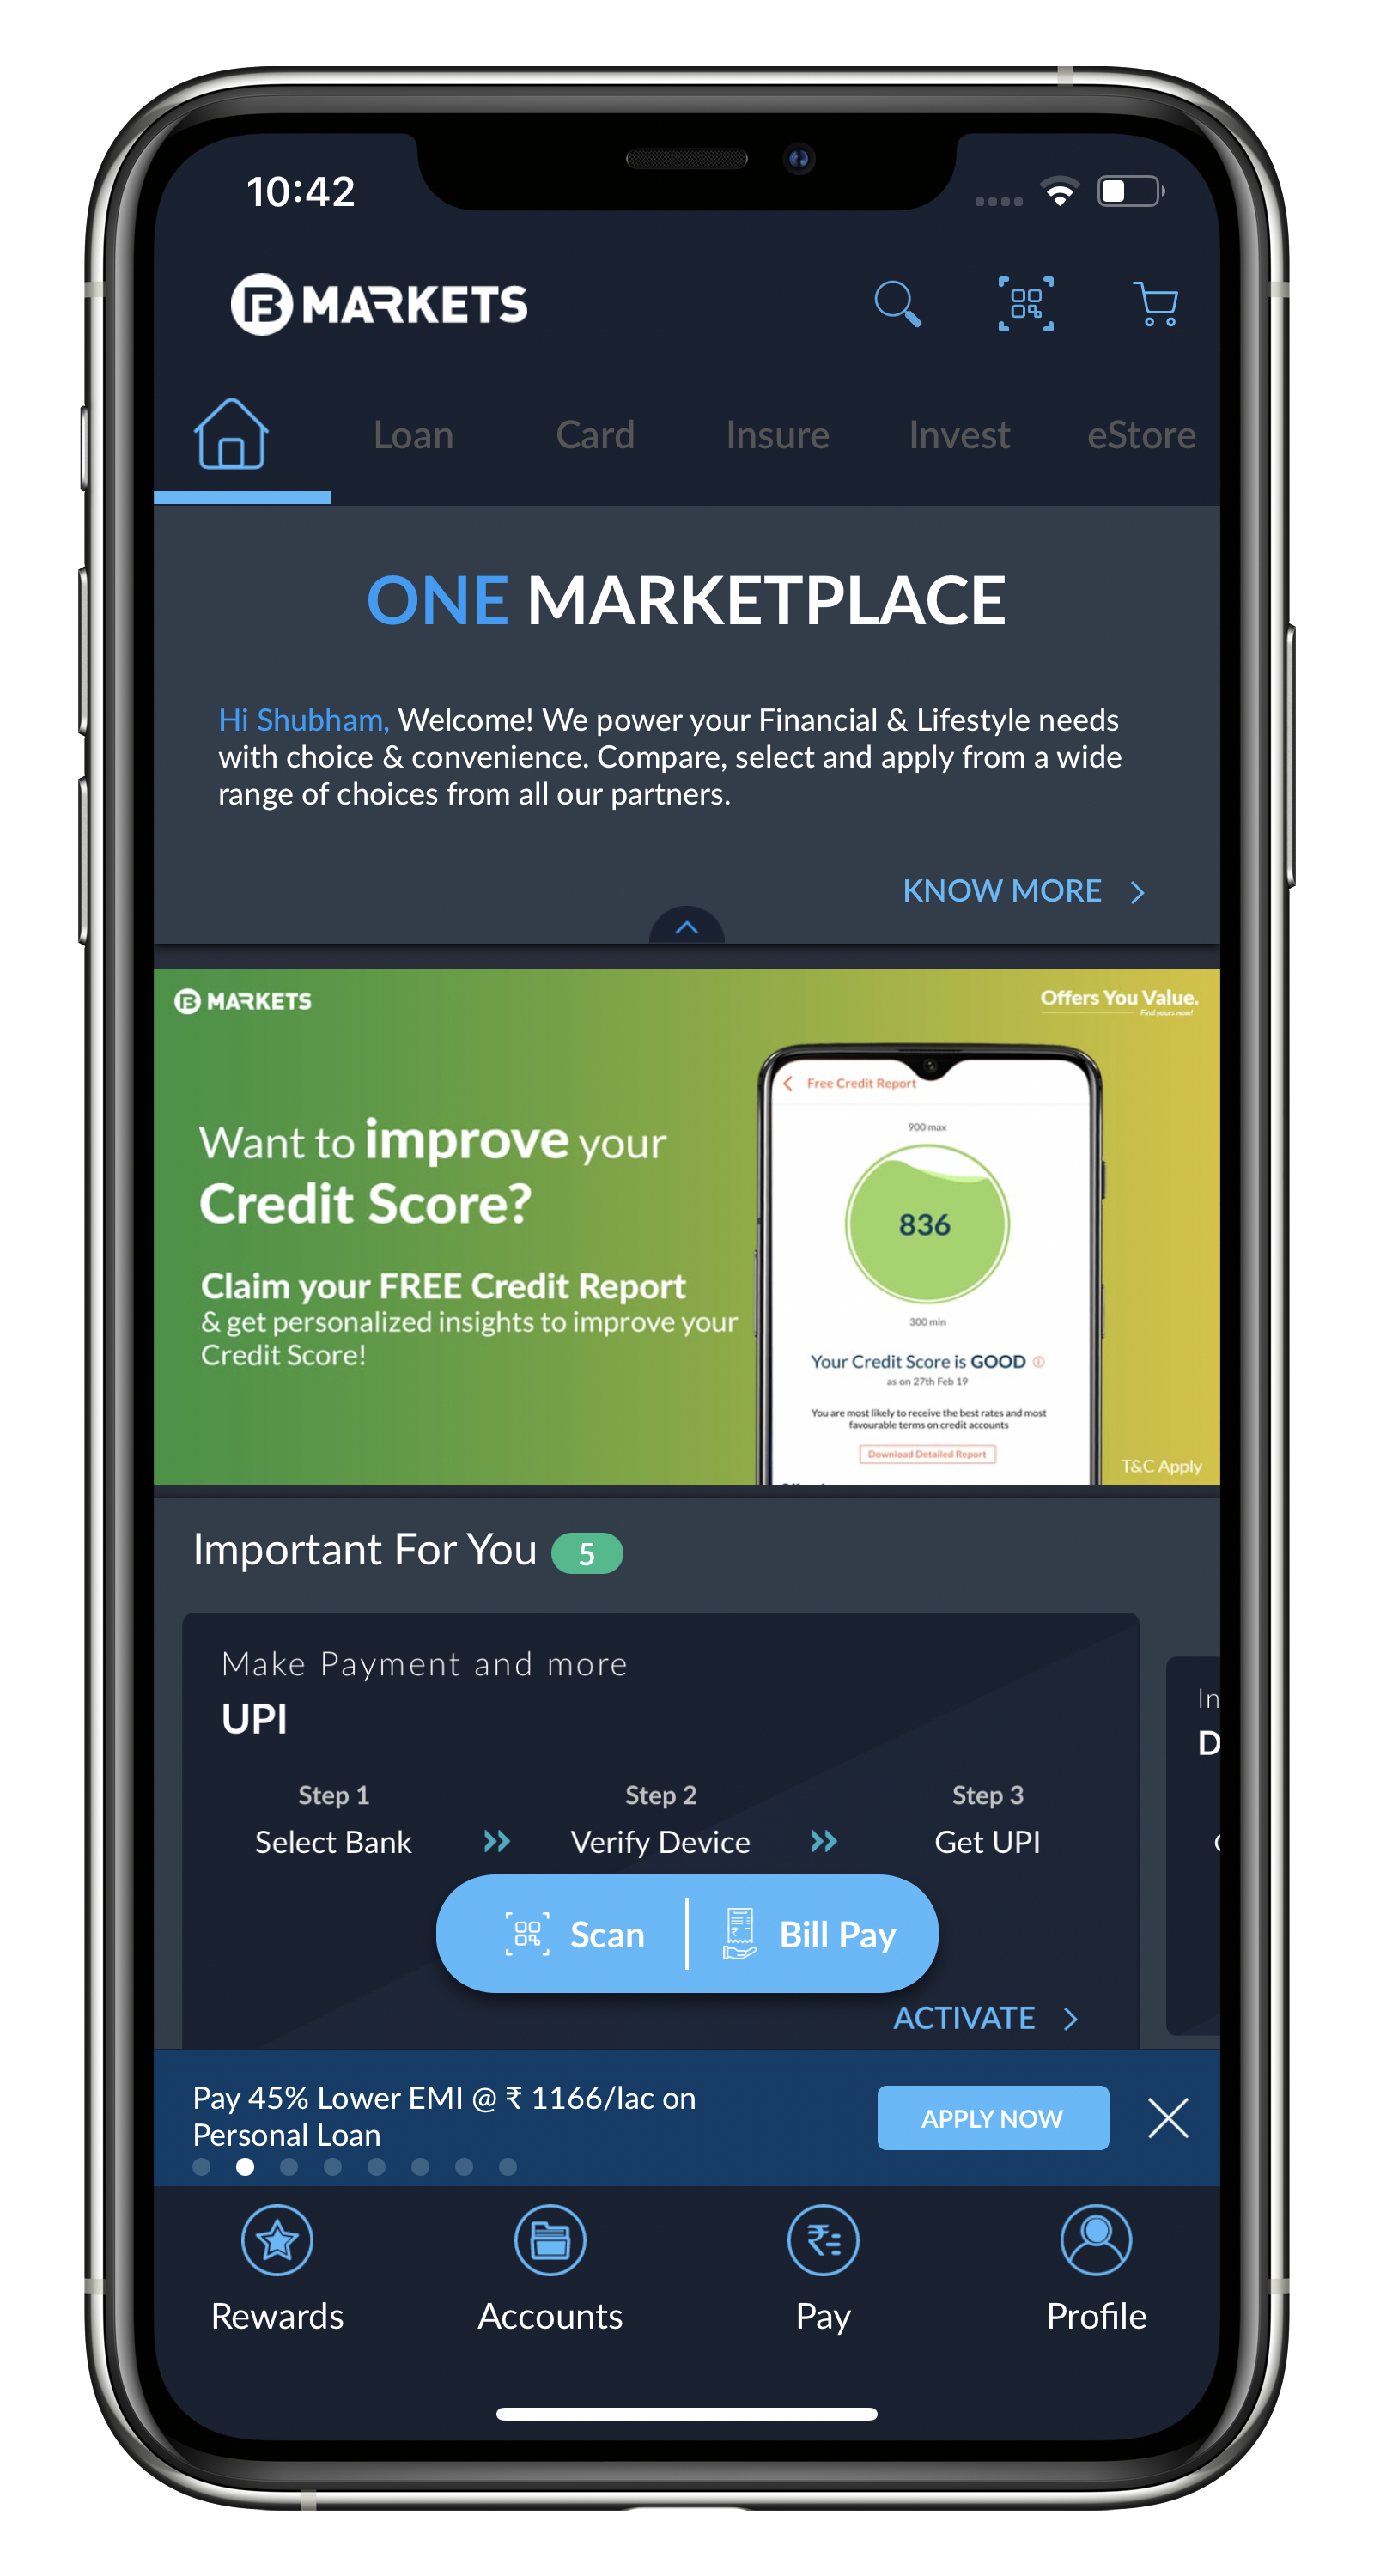 10:42
MARKETS
Loan Card Insure Invest eStore
ONE MARKETPLACE
Hi Shubham, Welcome! We power your Financial & Lifestyle needs
with choice & convenience. Compare, select and apply from a wide
range of choices from all our partners.
KNOW MORE
MARKETS
Offers You Value.
Find yours now!
Want to improve your
Credit Score?
Claim your FREE Credit Report
& get personalized insights to improve your
Credit Score!
Free Credit Report
900 max
836
300 min
Your Credit Score is GOOD
as on 27th Feb 19
You are most likely to receive the best rates and most
favourable terms on credit accounts
Download Detailed Report
T&C Apply
Important For You 5
Make Payment and more
UPI
Step 1 Step 2 Step 3
Select Bank » Verify Device » Get UPI
In
D
Scan | Bill Pay
ACTIVATE
Pay 45% Lower EMI @ ₹ 1166/lac on
Personal Loan
APPLY NOW
Rewards Accounts Pay Profile